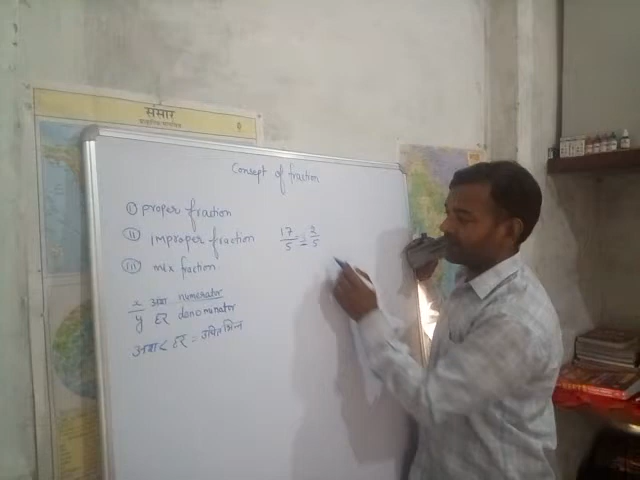 संसार
Consept of fraction
(i) proper fraction
(ii) improper fraction 17/5 = 3 2/5
(iii) mix fraction
x अंश numerator
y हर denominator
अंश < हर = उचित भिन्न